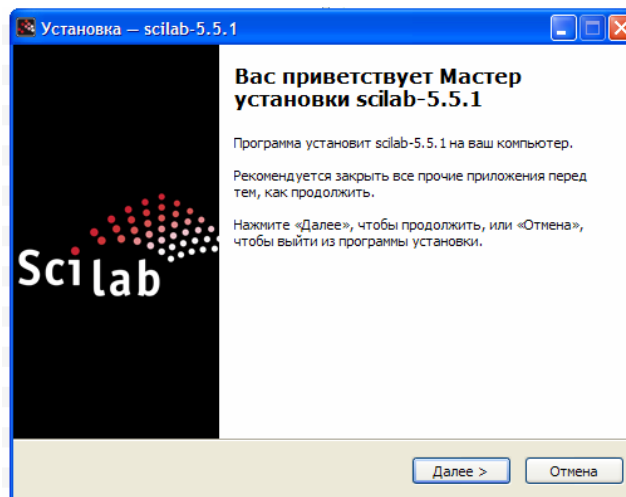 Установка — scilab-5.5.1
Вас приветствует Мастер
установки scilab-5.5.1
Программа установит scilab-5.5.1 на ваш компьютер.
Рекомендуется закрыть все прочие приложения перед
тем, как продолжить.
Нажмите «Далее», чтобы продолжить, или «Отмена»,
чтобы выйти из программы установки.
Scilab
Далее >
Отмена